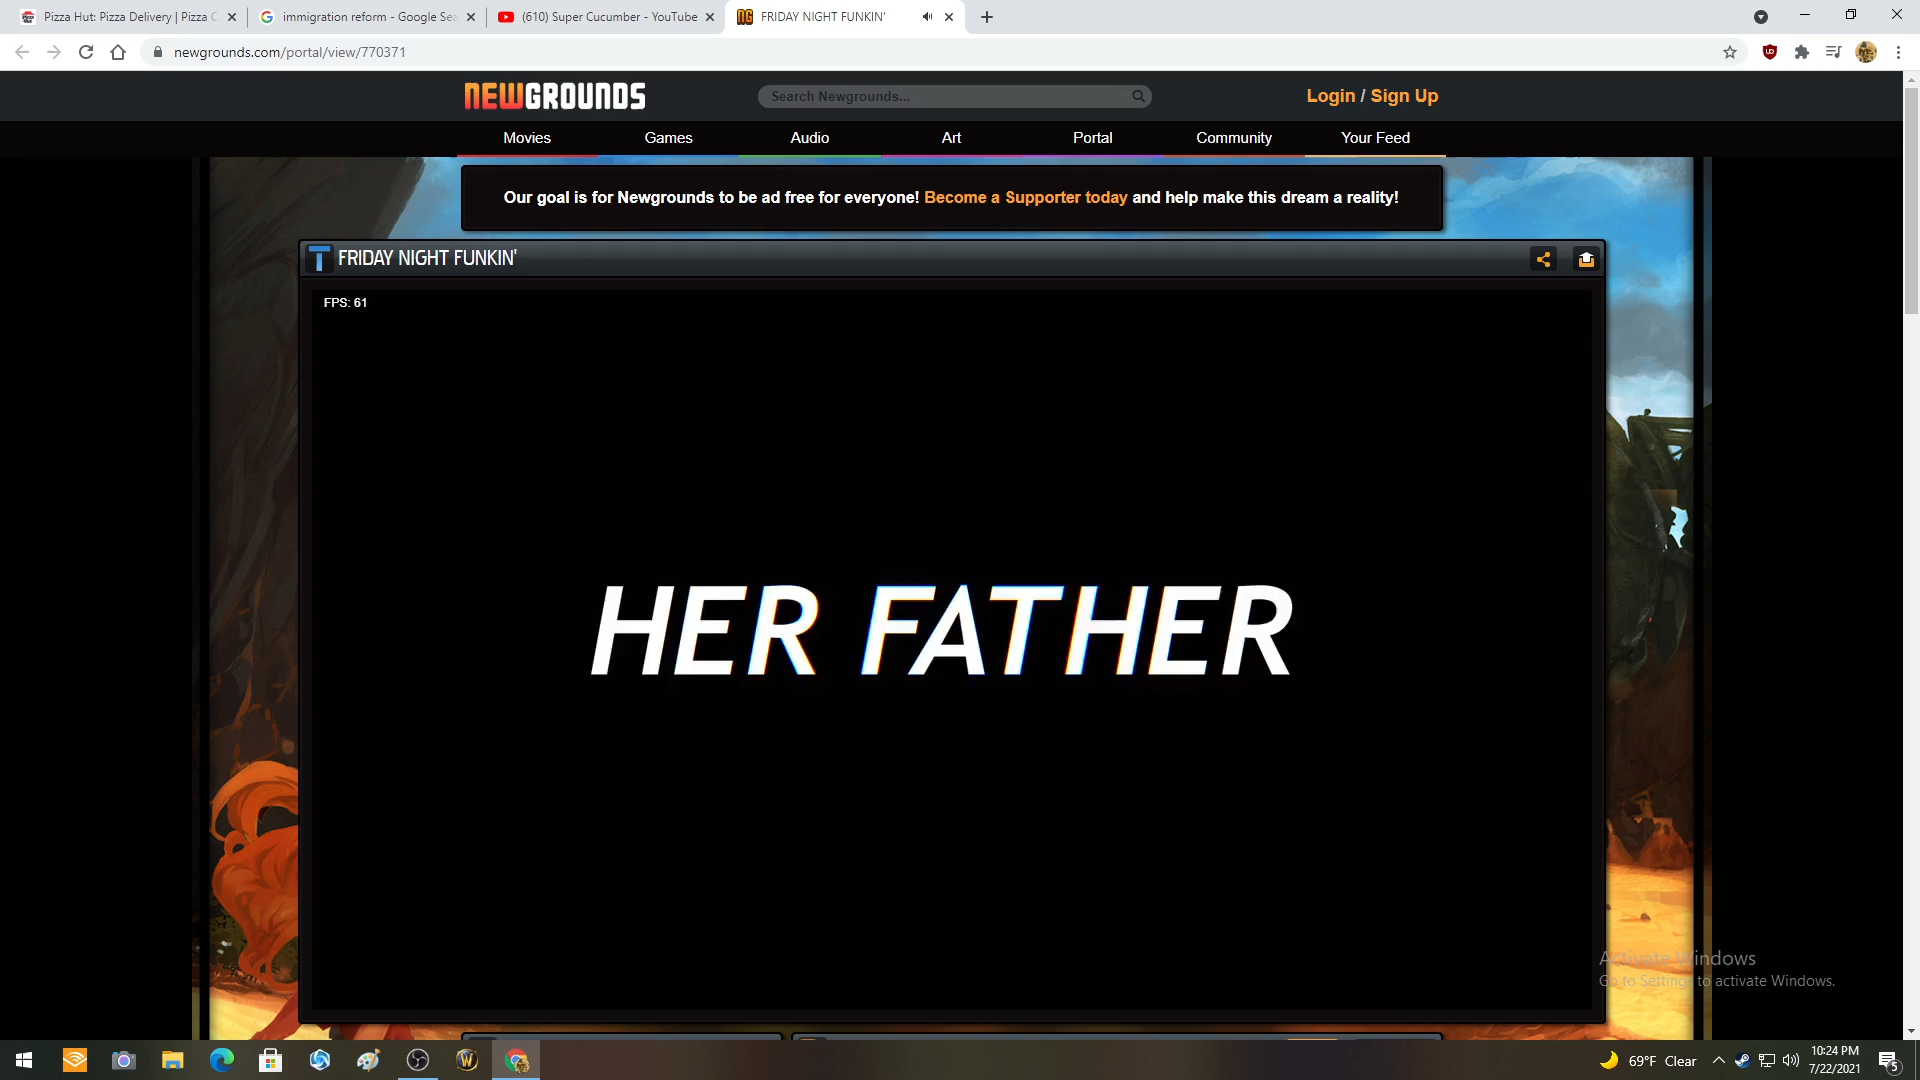 Pizza Hut: Pizza Delivery | Pizza C
immigration reform - Google Sea
(610) Super Cucumber - YouTube
FRIDAY NIGHT FUNKIN'
newgrounds.com/portal/view/770371
NEWGROUNDS
Search Newgrounds...
Login / Sign Up
Movies
Games
Audio
Art
Portal
Community
Your Feed
Our goal is for Newgrounds to be ad free for everyone! Become a Supporter today and help make this dream a reality!
T FRIDAY NIGHT FUNKIN'
FPS: 61
HER FATHER
Activate Windows
Go to Settings to activate Windows.
69°F Clear
10:24 PM
7/22/2021
5